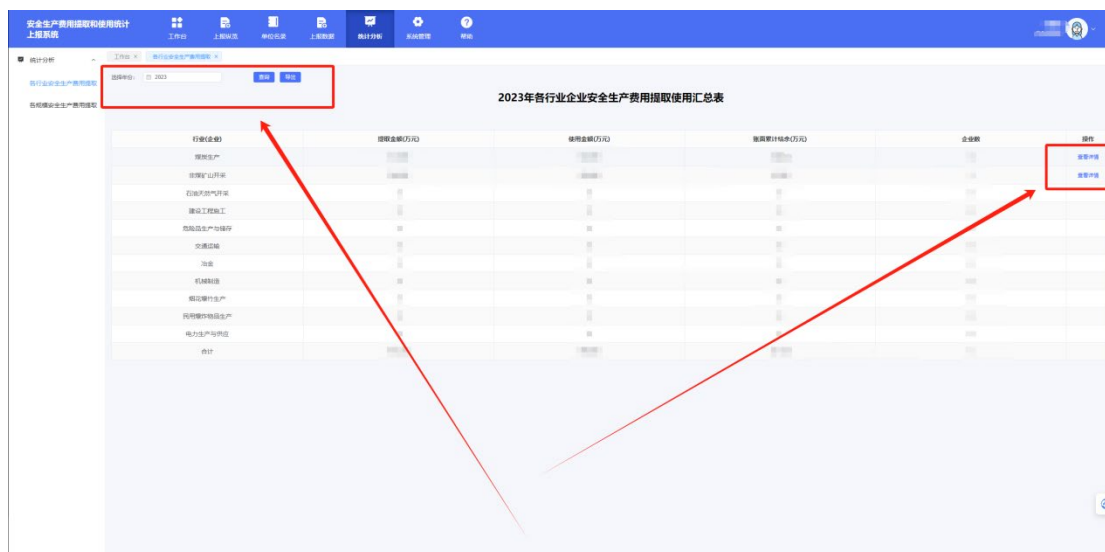 安全生产费用提取和使用统计
上报系统
工作台 上报纵览 单位名录 上报数据 统计分析 系统管理 帮助
统计分析
工作台 × 各行业安全生产费用提取 ×
各行业安全生产费用提取
各规模安全生产费用提取
选择年份： 2023 查询 导出
2023年各行业企业安全生产费用提取使用汇总表
行业(企业) 提取金额(万元) 使用金额(万元) 账面累计结余(万元) 企业数 操作
煤炭生产 查看详情
非煤矿山开采 查看详情
石油天然气开采
建设工程施工
危险品生产与储存
交通运输
冶金
机械制造
烟花爆竹生产
民用爆炸物品生产
电力生产与供应
合计